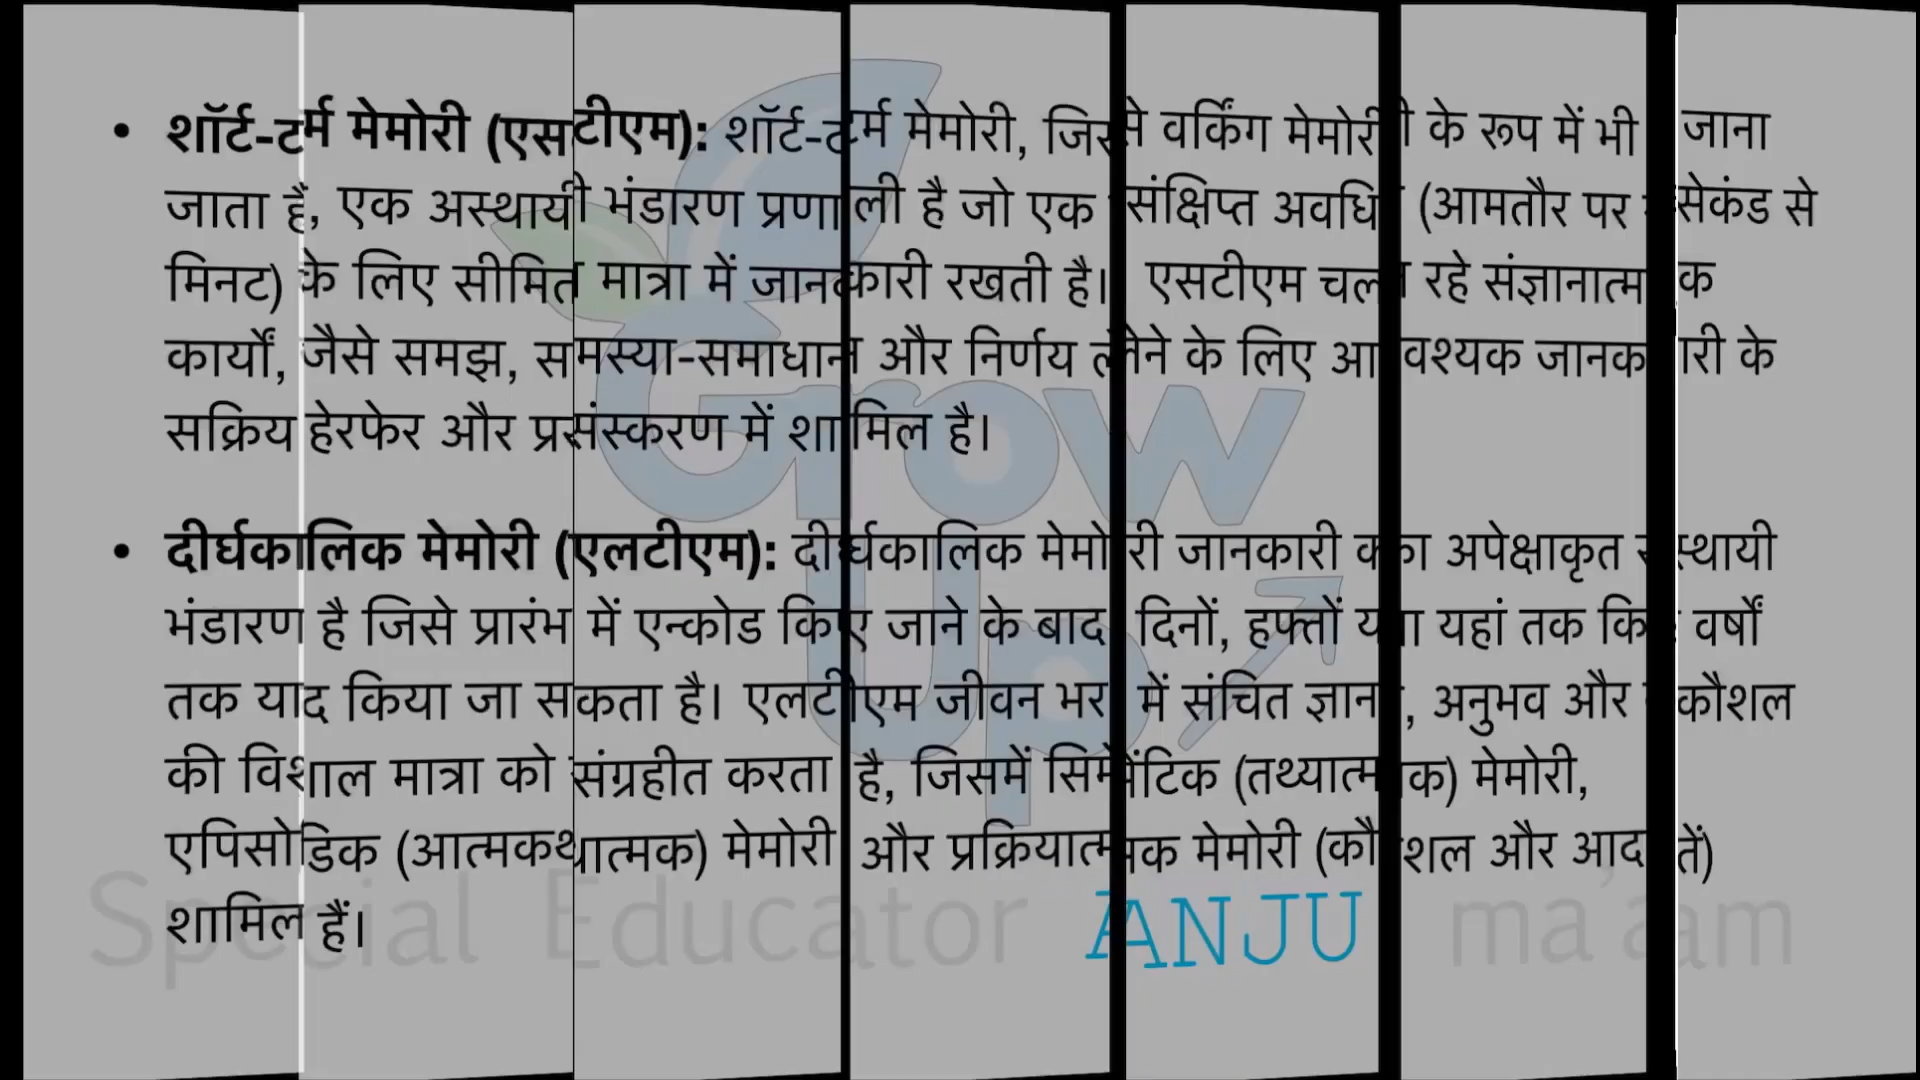 • शॉर्ट-टर्म मेमोरी (एसटीएम): शॉर्ट-टर्म मेमोरी, जिसे वर्किंग मेमोरी के रूप में भी जाना
जाता है, एक अस्थायी भंडारण प्रणाली है जो एक संक्षिप्त अवधि (आमतौर पर सेकंड से
मिनट) के लिए सीमित मात्रा में जानकारी रखती है। एसटीएम चल रहे संज्ञानात्मक
कार्यों, जैसे समझ, समस्या-समाधान और निर्णय लेने के लिए आवश्यक जानकारी के
सक्रिय हेरफेर और प्रसंस्करण में शामिल है।
• दीर्घकालिक मेमोरी (एलटीएम): दीर्घकालिक मेमोरी जानकारी का अपेक्षाकृत स्थायी
भंडारण है जिसे प्रारंभ में एन्कोड किए जाने के बाद दिनों, हफ्तों या यहां तक कि वर्षों
तक याद किया जा सकता है। एलटीएम जीवन भर में संचित ज्ञान, अनुभव और कौशल
की विशाल मात्रा को संग्रहीत करता है, जिसमें सिमेंटिक (तथ्यात्मक) मेमोरी,
एपिसोडिक (आत्मकथात्मक) मेमोरी और प्रक्रियात्मक मेमोरी (कौशल और आदतें)
शामिल हैं।
Grow
Up
Special Educator ANJU ma'am